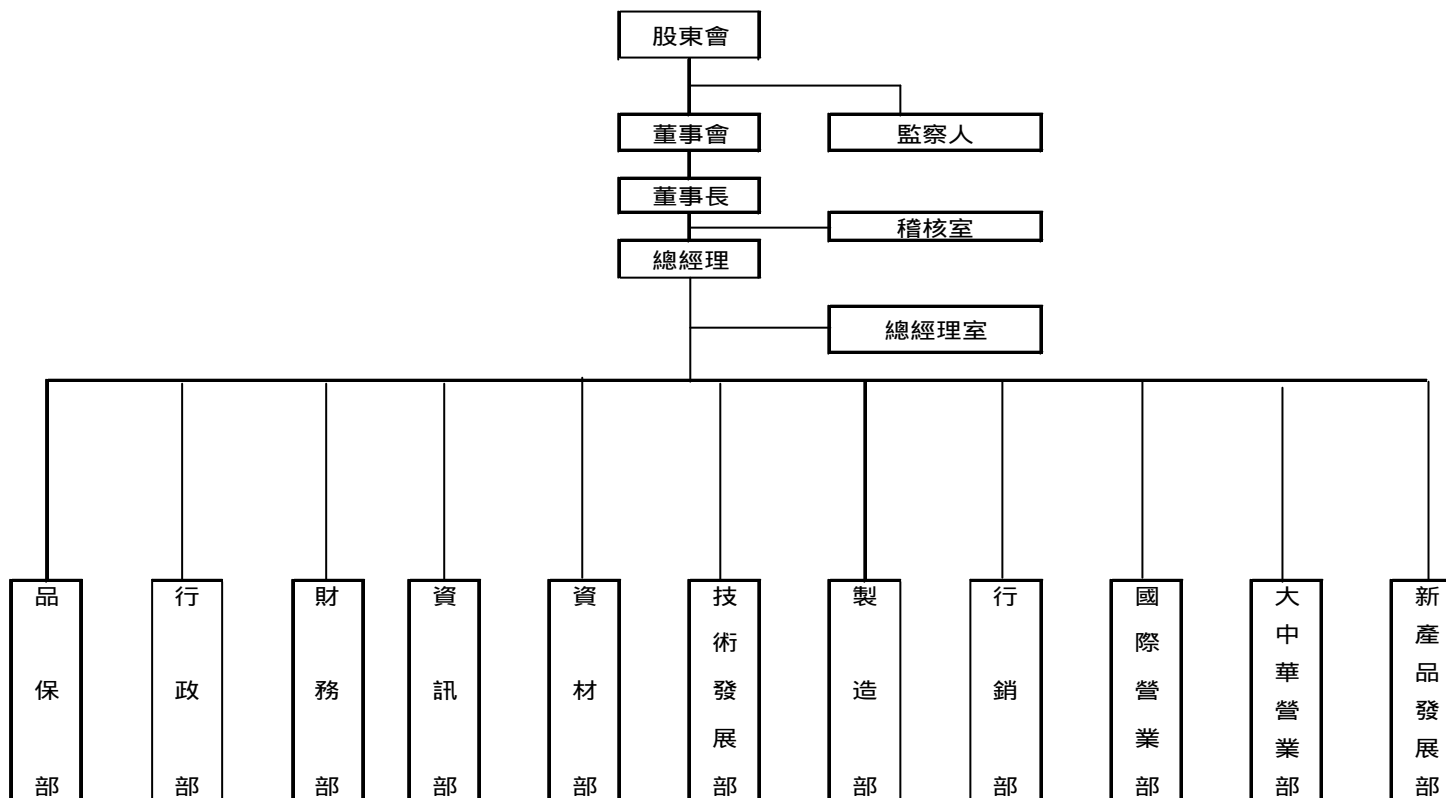 股東會
董事會
監察人
董事長
稽核室
總經理
總經理室
品保部
行政部
財務部
資訊部
資材部
技術發展部
製造部
行銷部
國際營業部
大中華營業部
新產品發展部